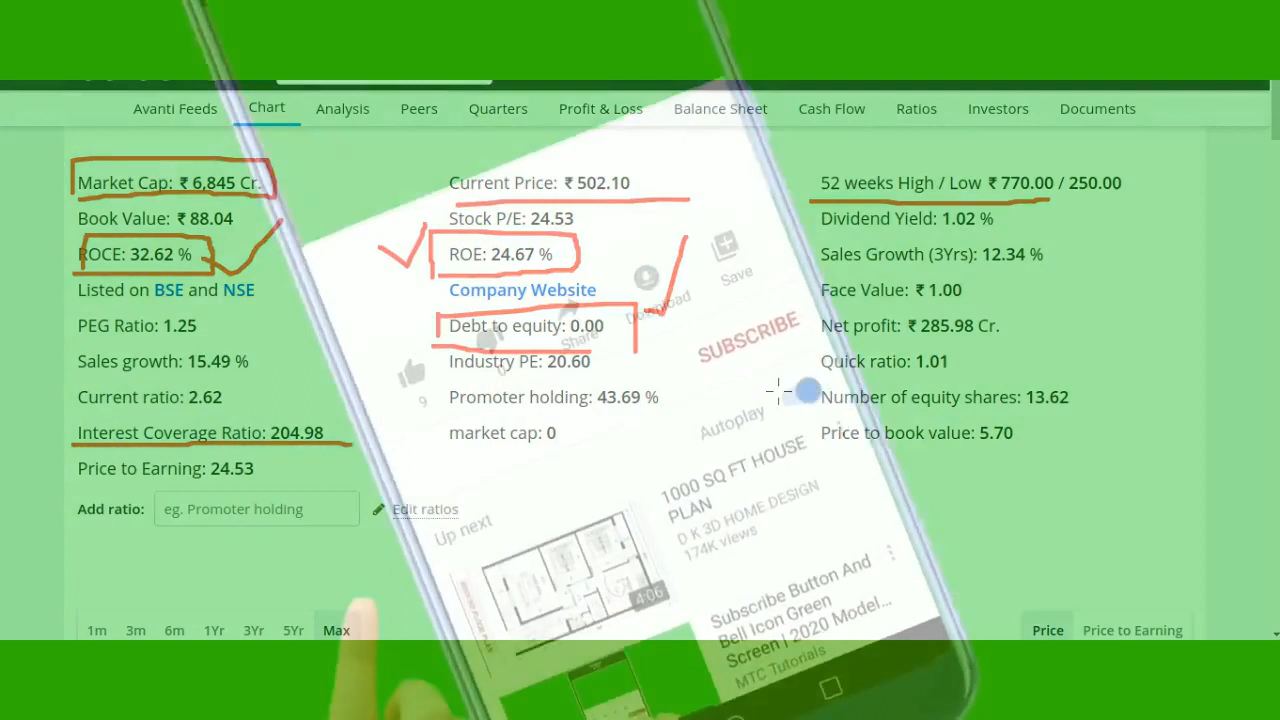 Avanti Feeds Chart Analysis Peers Quarters Profit & Loss Balance Sheet Cash Flow Ratios Investors Documents
Market Cap: ₹ 6,845 Cr.
Current Price: ₹ 502.10
52 weeks High / Low ₹ 770.00 / 250.00
Book Value: ₹ 88.04
Stock P/E: 24.53
Dividend Yield: 1.02 %
ROCE: 32.62 %
ROE: 24.67 %
Sales Growth (3Yrs): 12.34 %
Listed on BSE and NSE
Company Website
Face Value: ₹ 1.00
PEG Ratio: 1.25
Debt to equity: 0.00
Net profit: ₹ 285.98 Cr.
Sales growth: 15.49 %
Industry PE: 20.60
Quick ratio: 1.01
Current ratio: 2.62
Promoter holding: 43.69 %
Number of equity shares: 13.62
Interest Coverage Ratio: 204.98
market cap: 0
Price to book value: 5.70
Price to Earning: 24.53
Add ratio: eg. Promoter holding Edit ratios
1m 3m 6m 1Yr 3Yr 5Yr Max
Price Price to Earning
9
Share
Download
Save
SUBSCRIBE
Autoplay
Up next
1000 SQ FT HOUSE
PLAN
D K 3D HOME DESIGN
174K views
4:06
Subscribe Button And
Bell Icon Green
Screen | 2020 Model...
MTC Tutorials